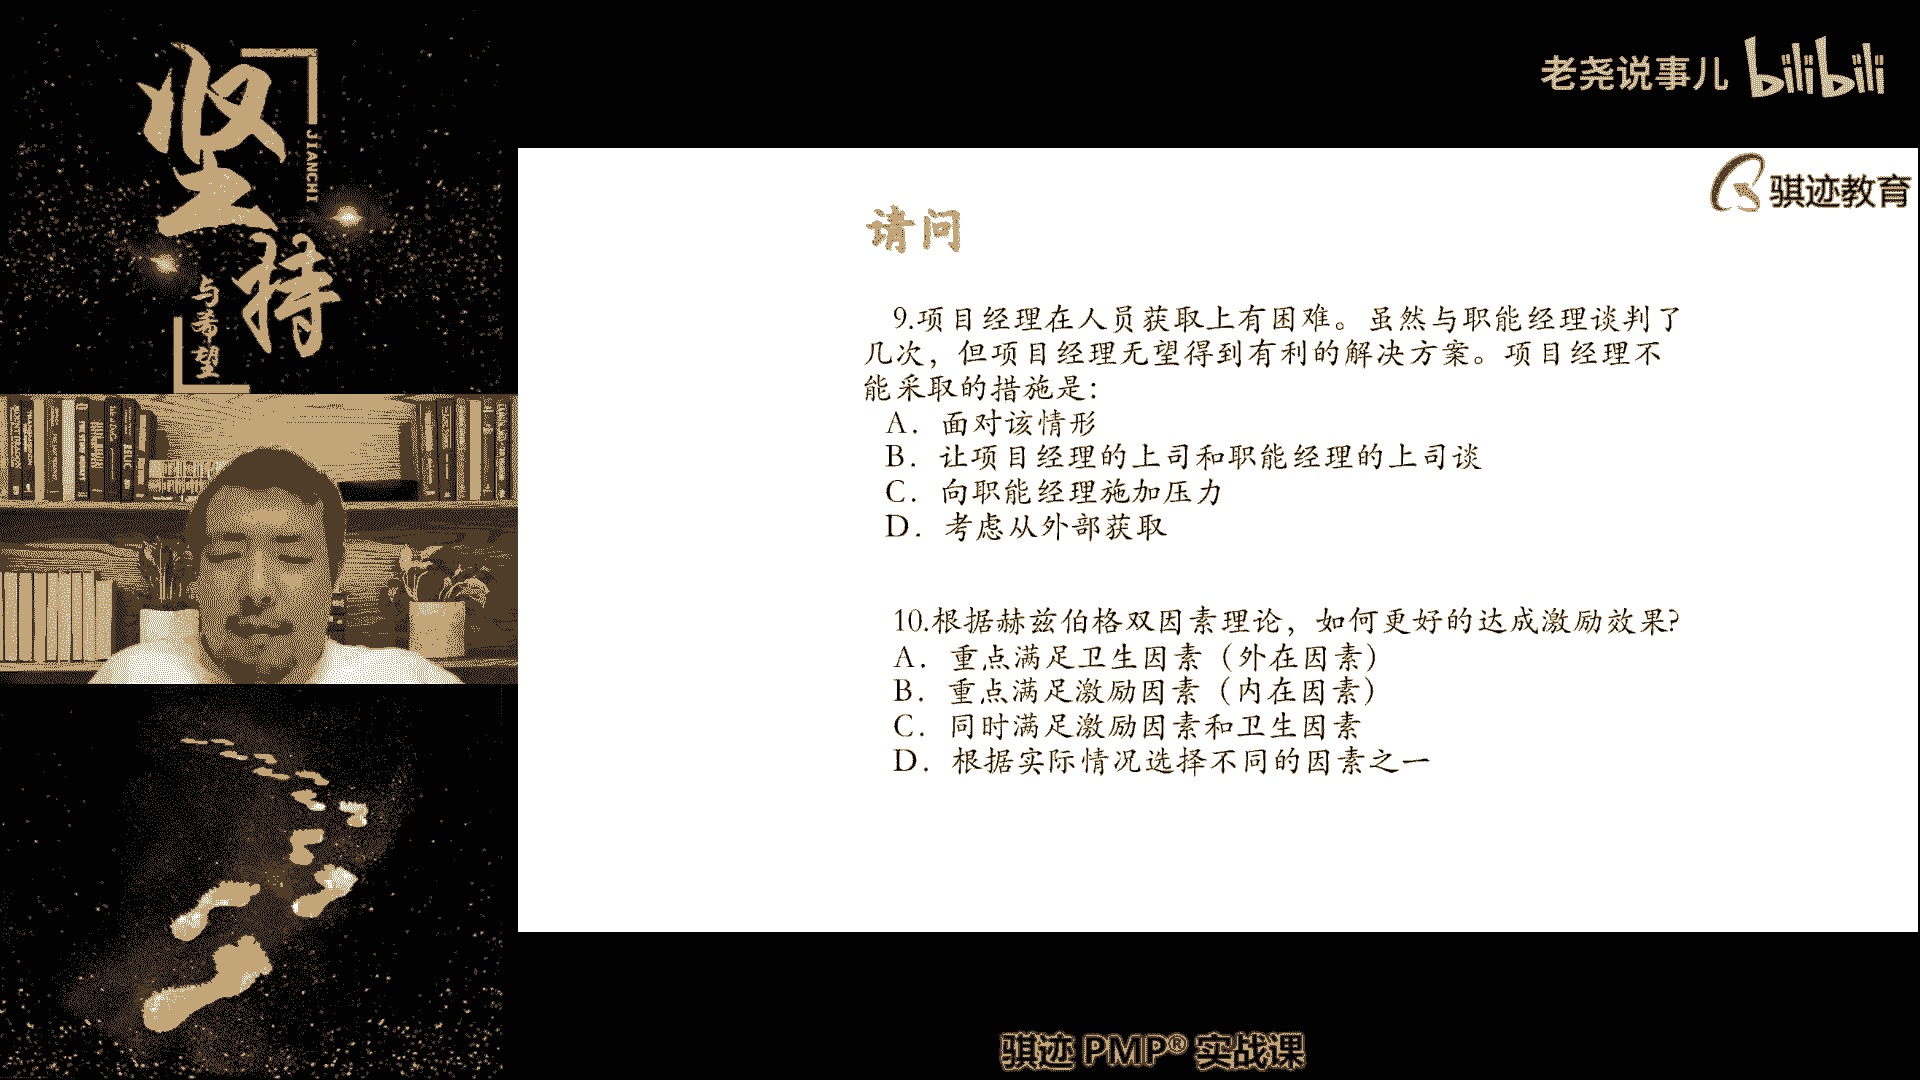 坚持
JIANCHI
与希望
老尧说事儿 bilibili
骐迹教育
请问
9.项目经理在人员获取上有困难。虽然与职能经理谈判了
几次，但项目经理无望得到有利的解决方案。项目经理不
能采取的措施是：
A. 面对该情形
B. 让项目经理的上司和职能经理的上司谈
C. 向职能经理施加压力
D. 考虑从外部获取
10.根据赫兹伯格双因素理论，如何更好的达成激励效果?
A. 重点满足卫生因素（外在因素）
B. 重点满足激励因素（内在因素）
C. 同时满足激励因素和卫生因素
D. 根据实际情况选择不同的因素之一
骐迹 PMP® 实战课